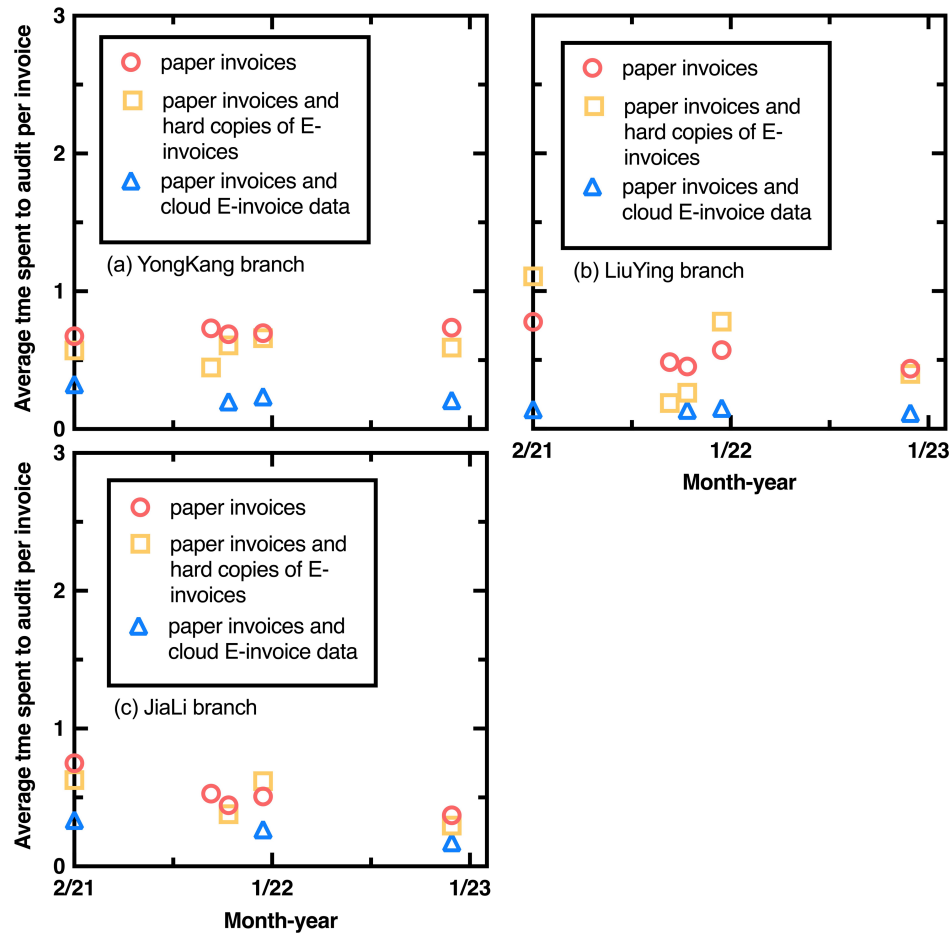 3
2
1
0
Average tme spent to audit per invoice
paper invoices
paper invoices and
hard copies of E-
invoices
paper invoices and
cloud E-invoice data
(a) YongKang branch
paper invoices
paper invoices and
hard copies of E-
invoices
paper invoices and
cloud E-invoice data
(b) LiuYing branch
2/21
1/22
1/23
Month-year
3
2
1
0
Average tme spent to audit per invoice
paper invoices
paper invoices and
hard copies of E-
invoices
paper invoices and
cloud E-invoice data
(c) JiaLi branch
2/21
1/22
1/23
Month-year